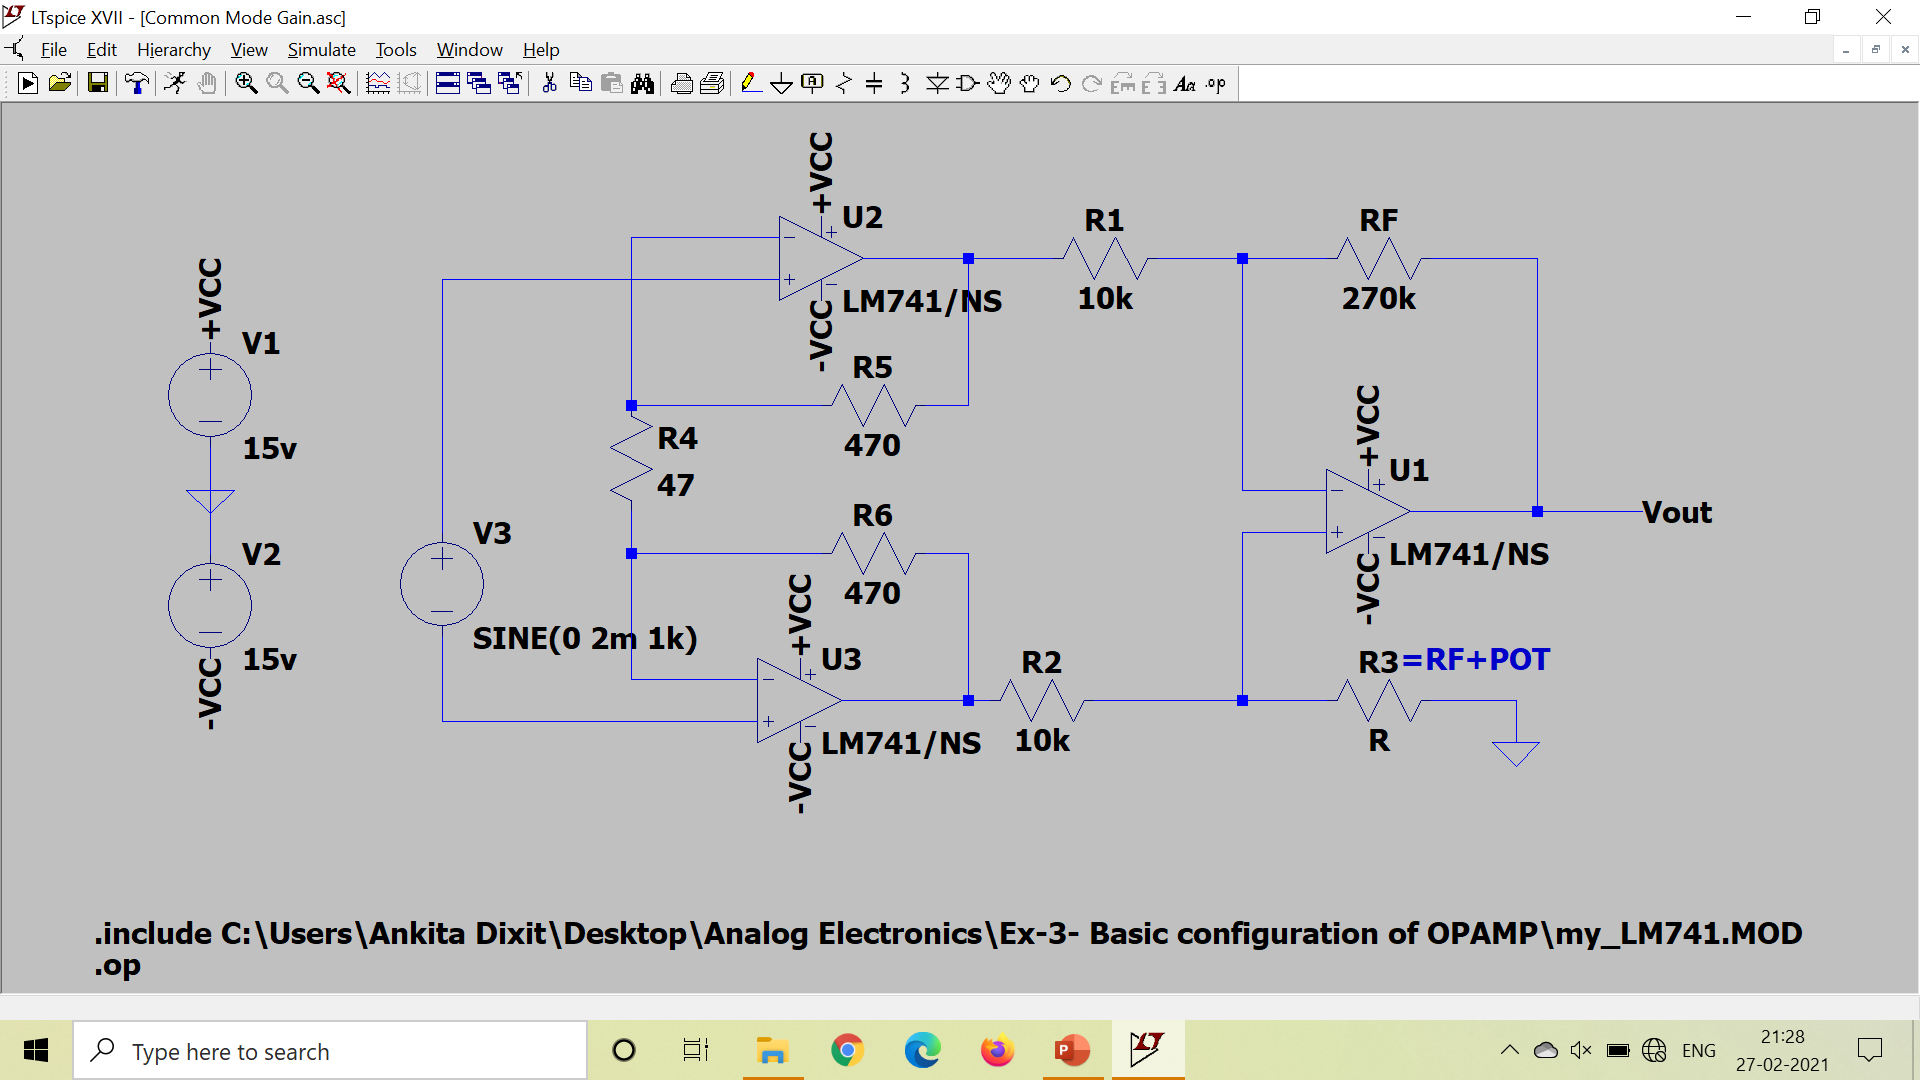 LTspice XVII - [Common Mode Gain.asc]
File Edit Hierarchy View Simulate Tools Window Help
.op
+VCC
V1
15v
V2
15v
-VCC
V3
SINE(0 2m 1k)
+VCC
U2
LM741/NS
-VCC
R5
470
R4
47
R6
470
+VCC
U3
LM741/NS
-VCC
R1
10k
RF
270k
+VCC
U1
LM741/NS
-VCC
Vout
R2
10k
R3=RF+POT
R
.include C:\Users\Ankita Dixit\Desktop\Analog Electronics\Ex-3- Basic configuration of OPAMP\my_LM741.MOD
.op
Type here to search
ENG
21:28
27-02-2021